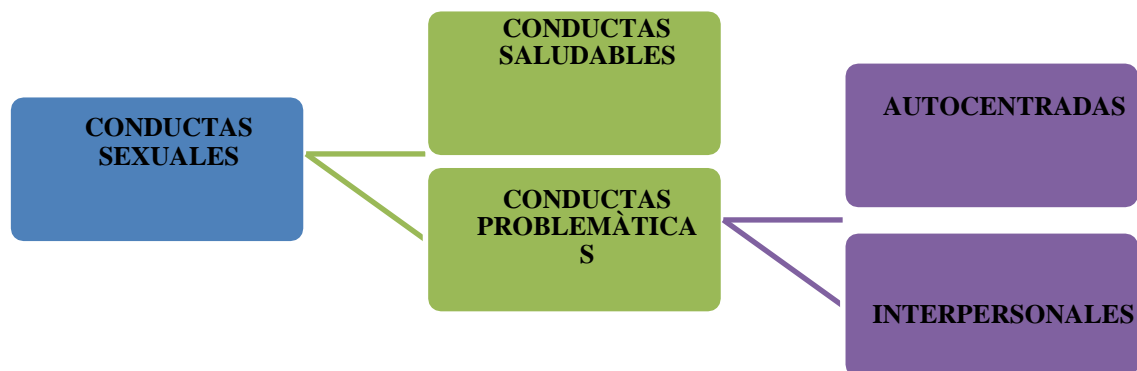 CONDUCTAS
SEXUALES
CONDUCTAS
SALUDABLES
CONDUCTAS
PROBLEMÀTICA
S
AUTOCENTRADAS
INTERPERSONALES